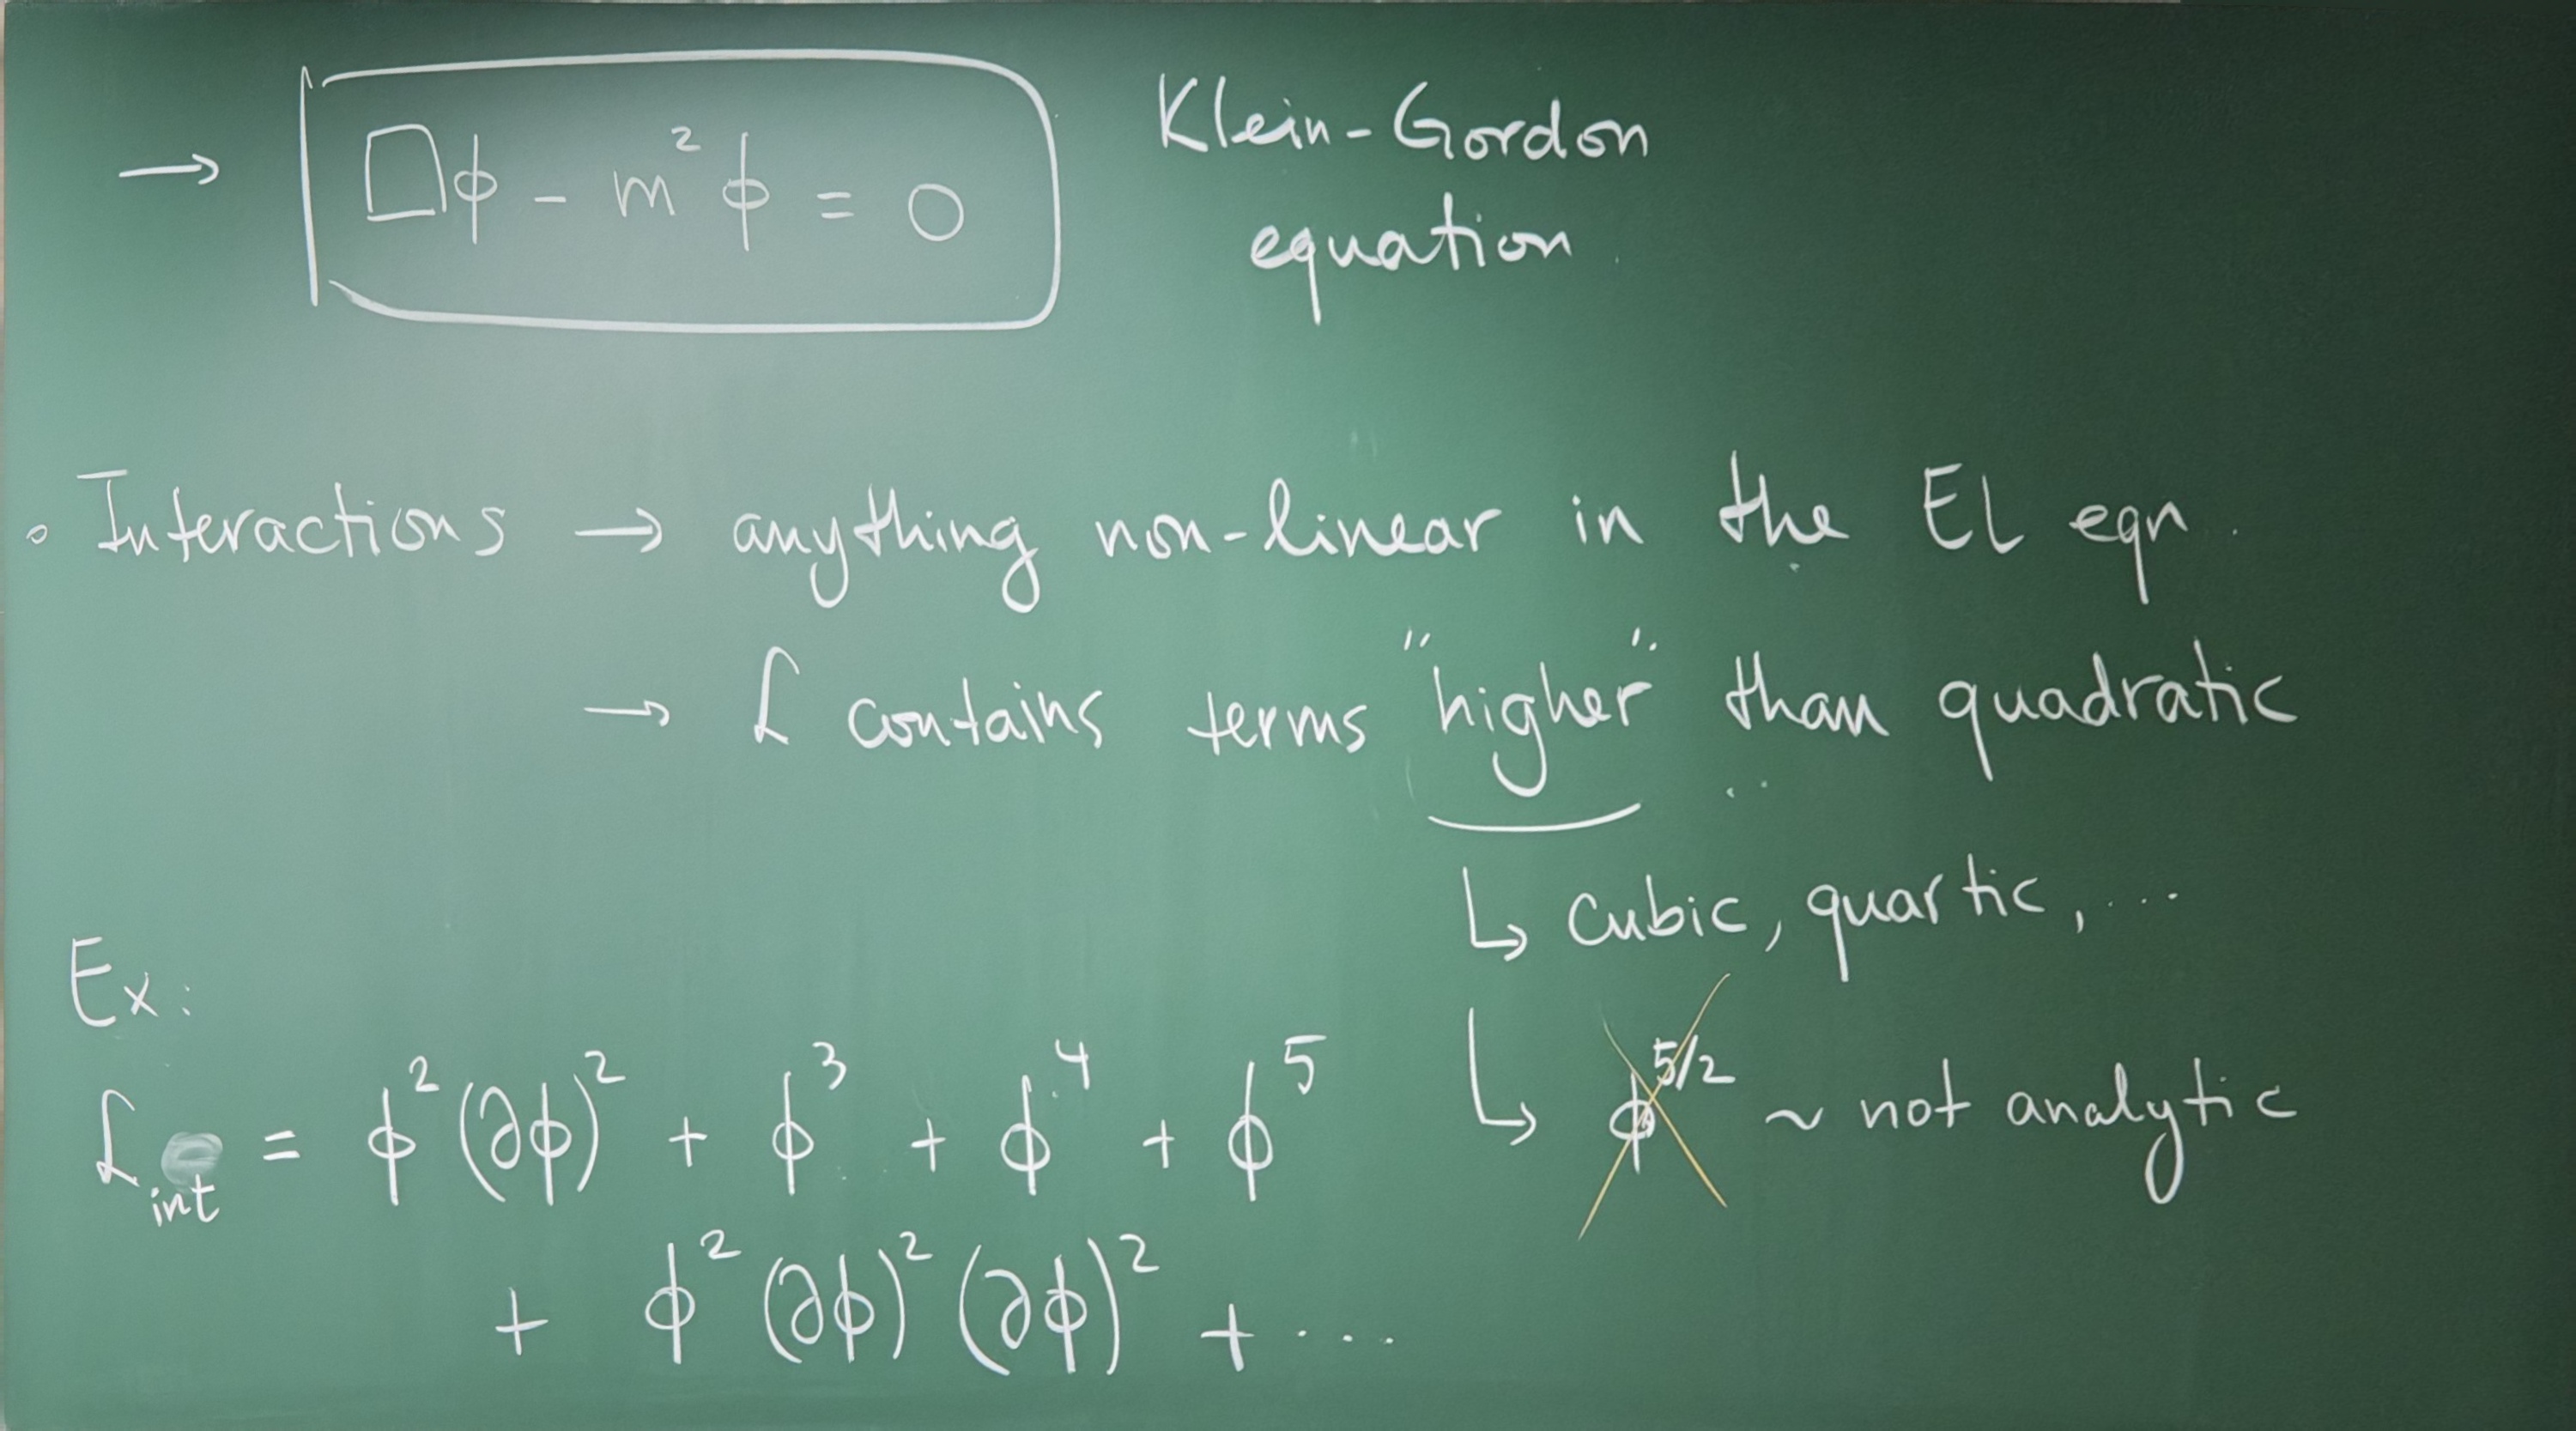 → □ϕ - m²ϕ = 0 Klein-Gordon
equation
◦ Interactions → anything non-linear in the EL eqn.
→ ℒ contains terms "higher" than quadratic
↳ cubic, quartic, ...
Ex:
ℒint = ϕ²(∂ϕ)² + ϕ³ + ϕ⁴ + ϕ⁵
↳ ϕ^5/2 ~ not analytic
+ ϕ²(∂ϕ)²(∂ϕ)² + ....